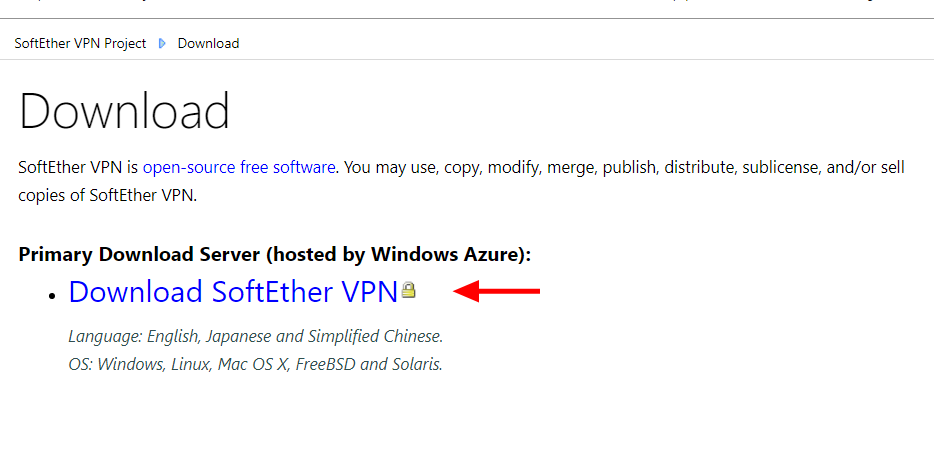 SoftEther VPN Project Download
Download
SoftEther VPN is open-source free software. You may use, copy, modify, merge, publish, distribute, sublicense, and/or sell
copies of SoftEther VPN.
Primary Download Server (hosted by Windows Azure):
• Download SoftEther VPN
Language: English, Japanese and Simplified Chinese.
OS: Windows, Linux, Mac OS X, FreeBSD and Solaris.